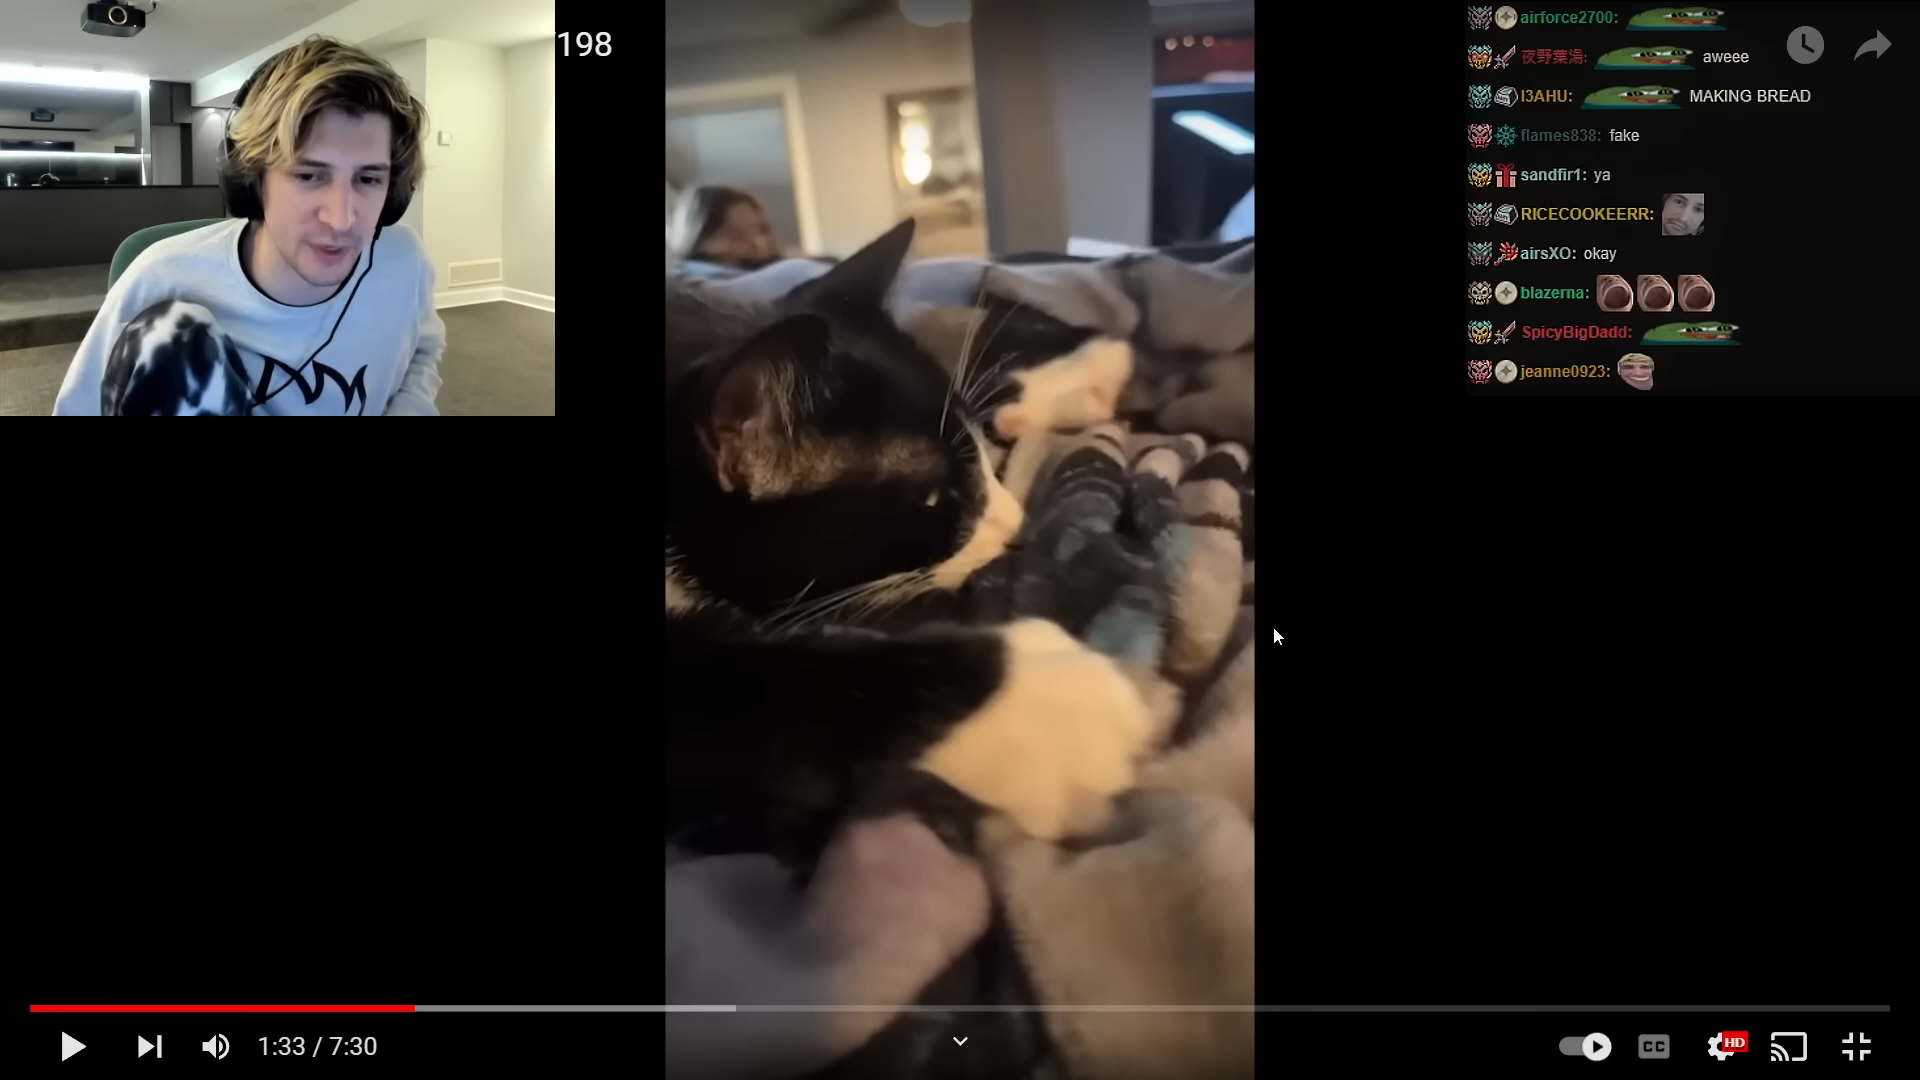 198
airforce2700:
夜野葉湯: aweee
I3AHU: MAKING BREAD
flames838: fake
sandfir1: ya
RICECOOKEERR:
airsXO: okay
blazerna:
SpicyBigDadd:
jeanne0923:
1:33 / 7:30
CC
HD